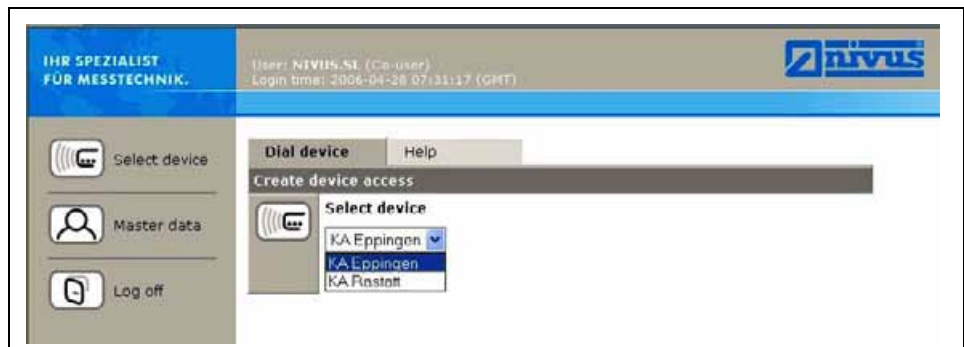 IHR SPEZIALIST
FÜR MESSTECHNIK.
User: NIVUS.SL (Co-user)
Login time: 2006-04-28 07:31:17 (GMT)
nivus
Select device
Master data
Log off
Dial device Help
Create device access
Select device
KA Eppingen
KA Eppingen
KA Rastatt